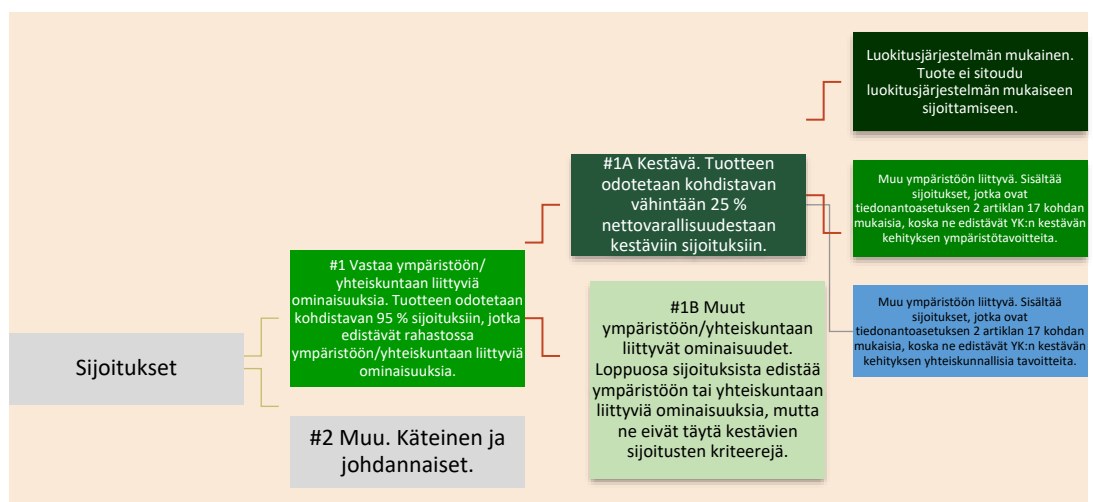 Sijoitukset
#1 Vastaa ympäristöön/
yhteiskuntaan liittyviä
ominaisuuksia. Tuotteen odotetaan
kohdistavan 95 % sijoituksiin, jotka
edistävät rahastossa
ympäristöön/yhteiskuntaan liittyviä
ominaisuuksia.
#2 Muu. Käteinen ja
johdannaiset.
#1A Kestävä. Tuotteen
odotetaan kohdistavan
vähintään 25 %
nettovarallisuudestaan
kestäviin sijoituksiin.
#1B Muut
ympäristöön/yhteiskuntaan
liittyvät ominaisuudet.
Loppuosa sijoituksista edistää
ympäristöön tai yhteiskuntaan
liittyviä ominaisuuksia, mutta
ne eivät täytä kestävien
sijoitusten kriteerejä.
Luokitusjärjestelmän mukainen.
Tuote ei sitoudu
luokitusjärjestelmän mukaiseen
sijoittamiseen.
Muu ympäristöön liittyvä. Sisältää
sijoitukset, jotka ovat
tiedonantoasetuksen 2 artiklan 17 kohdan
mukaisia, koska ne edistävät YK:n kestävän
kehityksen ympäristötavoitteita.
Muu ympäristöön liittyvä. Sisältää
sijoitukset, jotka ovat
tiedonantoasetuksen 2 artiklan 17 kohdan
mukaisia, koska ne edistävät YK:n kestävän
kehityksen yhteiskunnallisia tavoitteita.